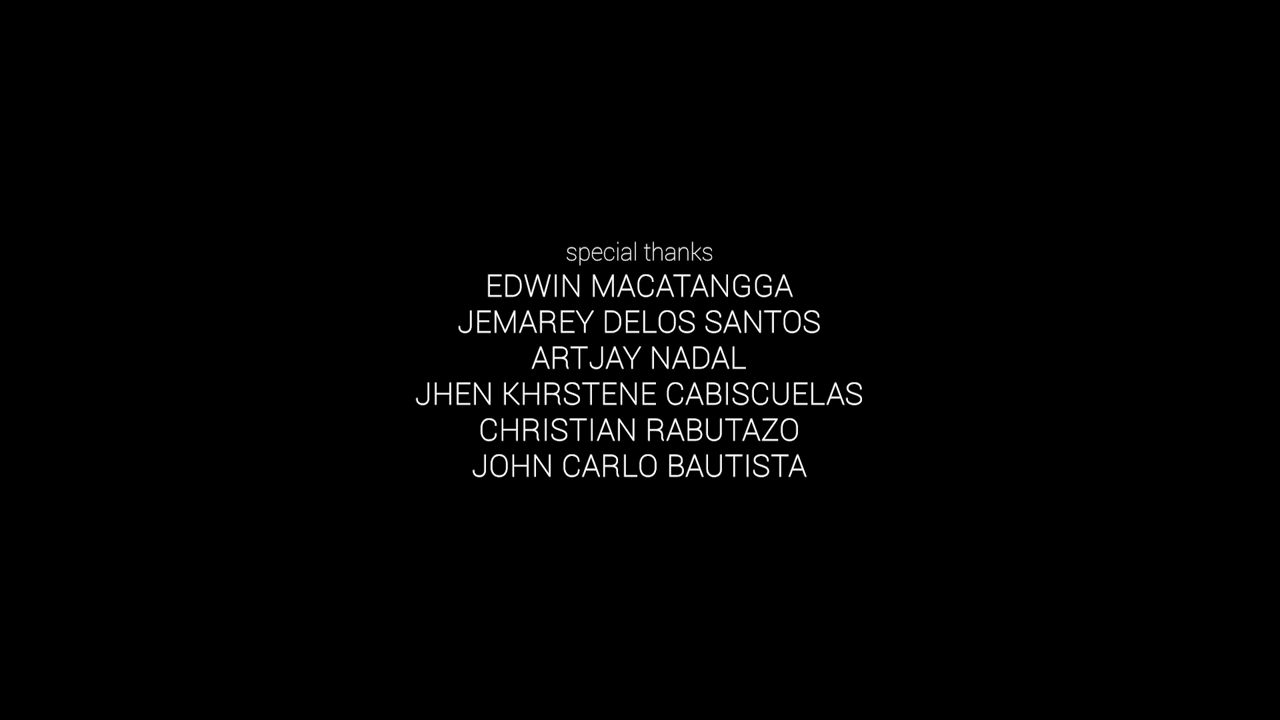 special thanks
EDWIN MACATANGGA
JEMAREY DELOS SANTOS
ARTJAY NADAL
JHEN KHRSTENE CABISCUELAS
CHRISTIAN RABUTAZO
JOHN CARLO BAUTISTA